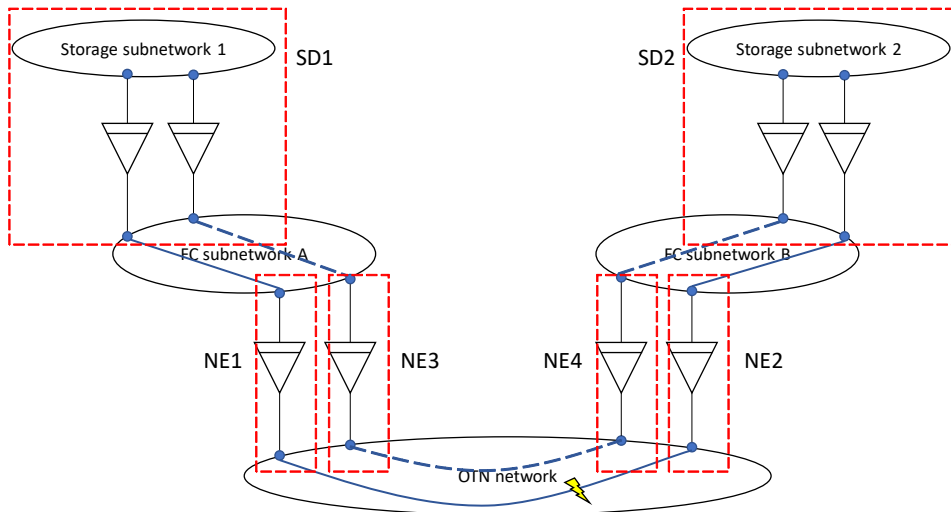 Storage subnetwork 1
SD1
SD2
Storage subnetwork 2
FC subnetwork A
FC subnetwork B
NE1
NE3
NE4
NE2
OTN network